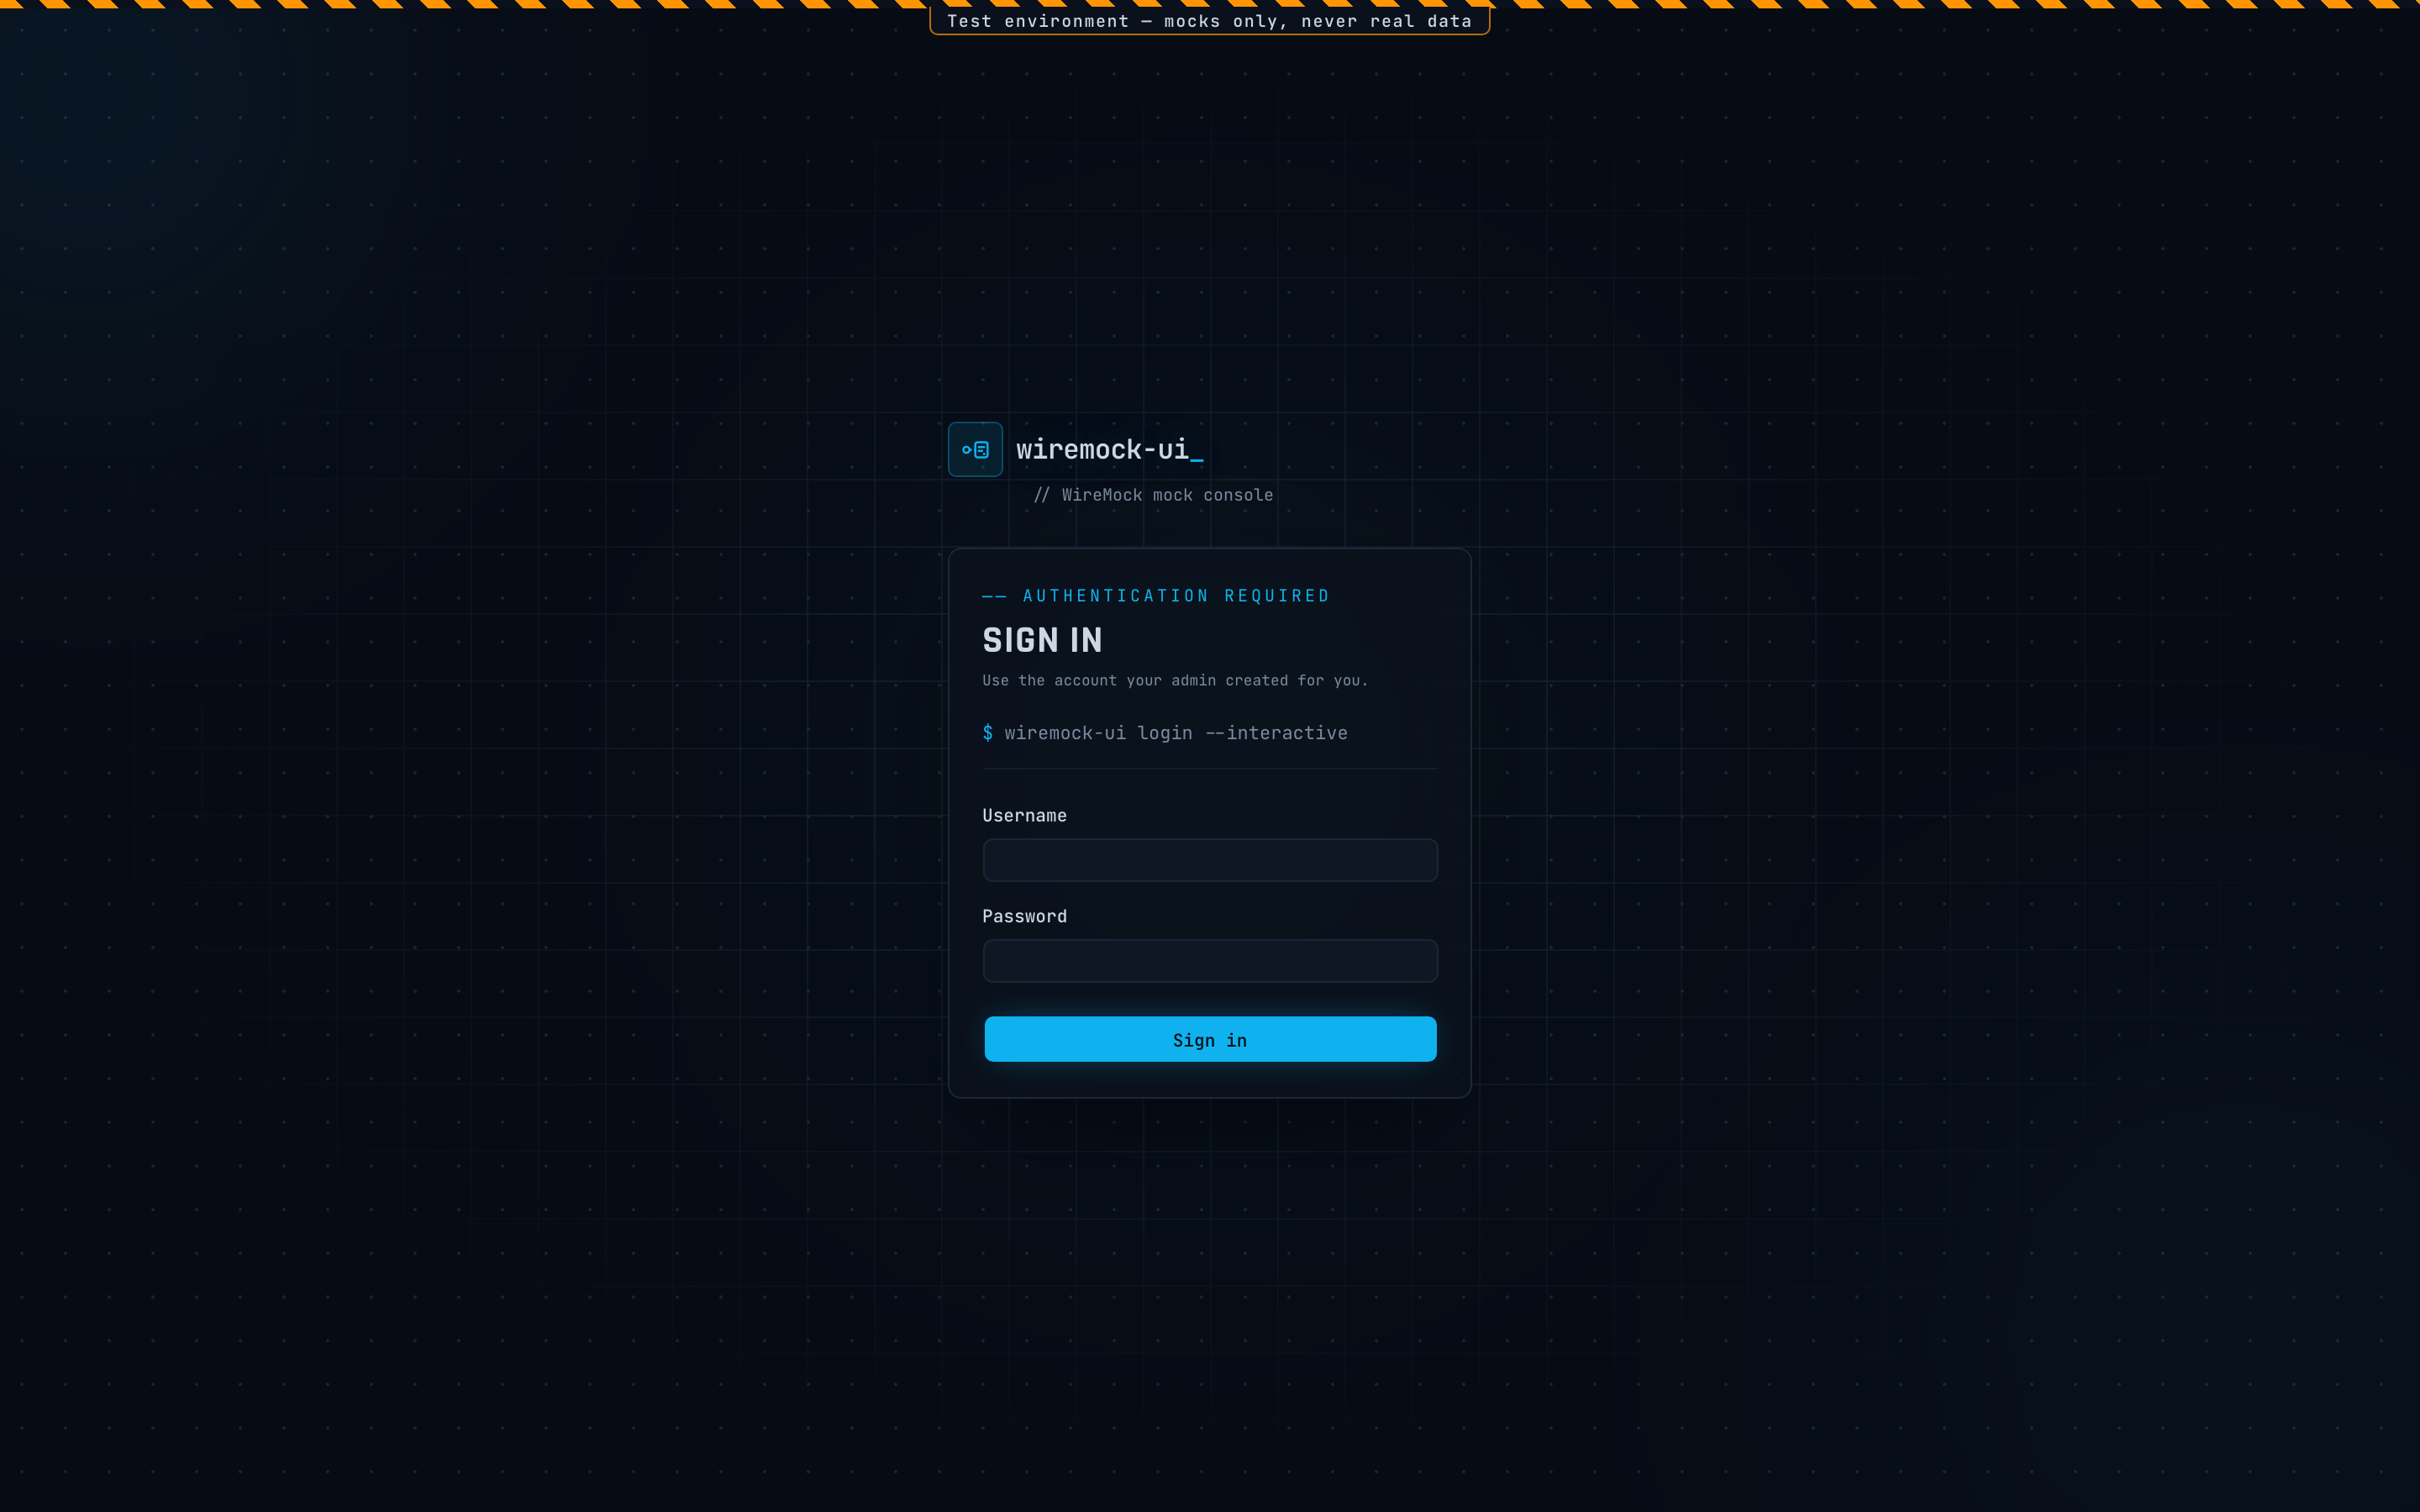 Test environment — mocks only, never real data
wiremock-ui_
// WireMock mock console
—— AUTHENTICATION REQUIRED
SIGN IN
Use the account your admin created for you.
$ wiremock-ui login --interactive
Username
Password
Sign in